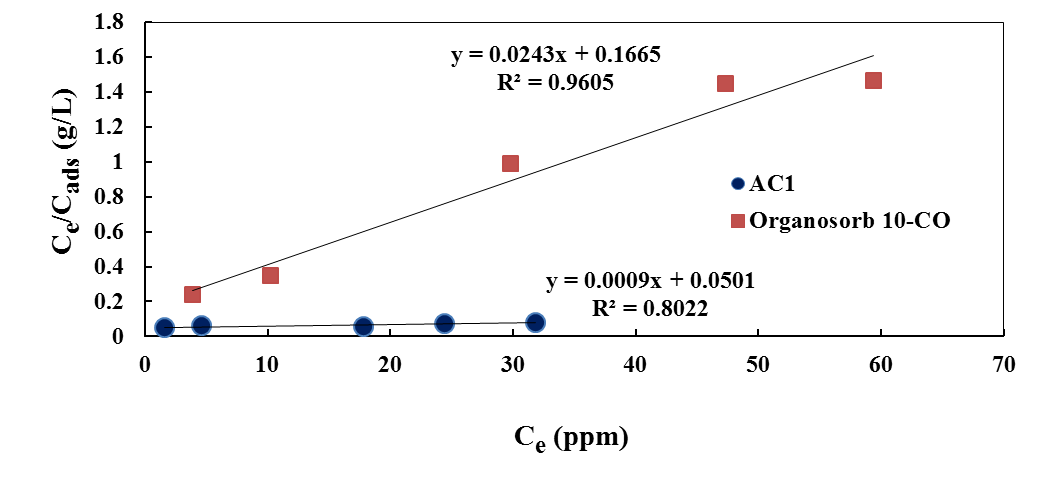 1.8
1.6
1.4
1.2
1
0.8
0.6
0.4
0.2
0
Ce/Cads (g/L)
y = 0.0243x + 0.1665
R² = 0.9605
AC1
Organosorb 10-CO
y = 0.0009x + 0.0501
R² = 0.8022
0 10 20 30 40 50 60 70
Ce (ppm)